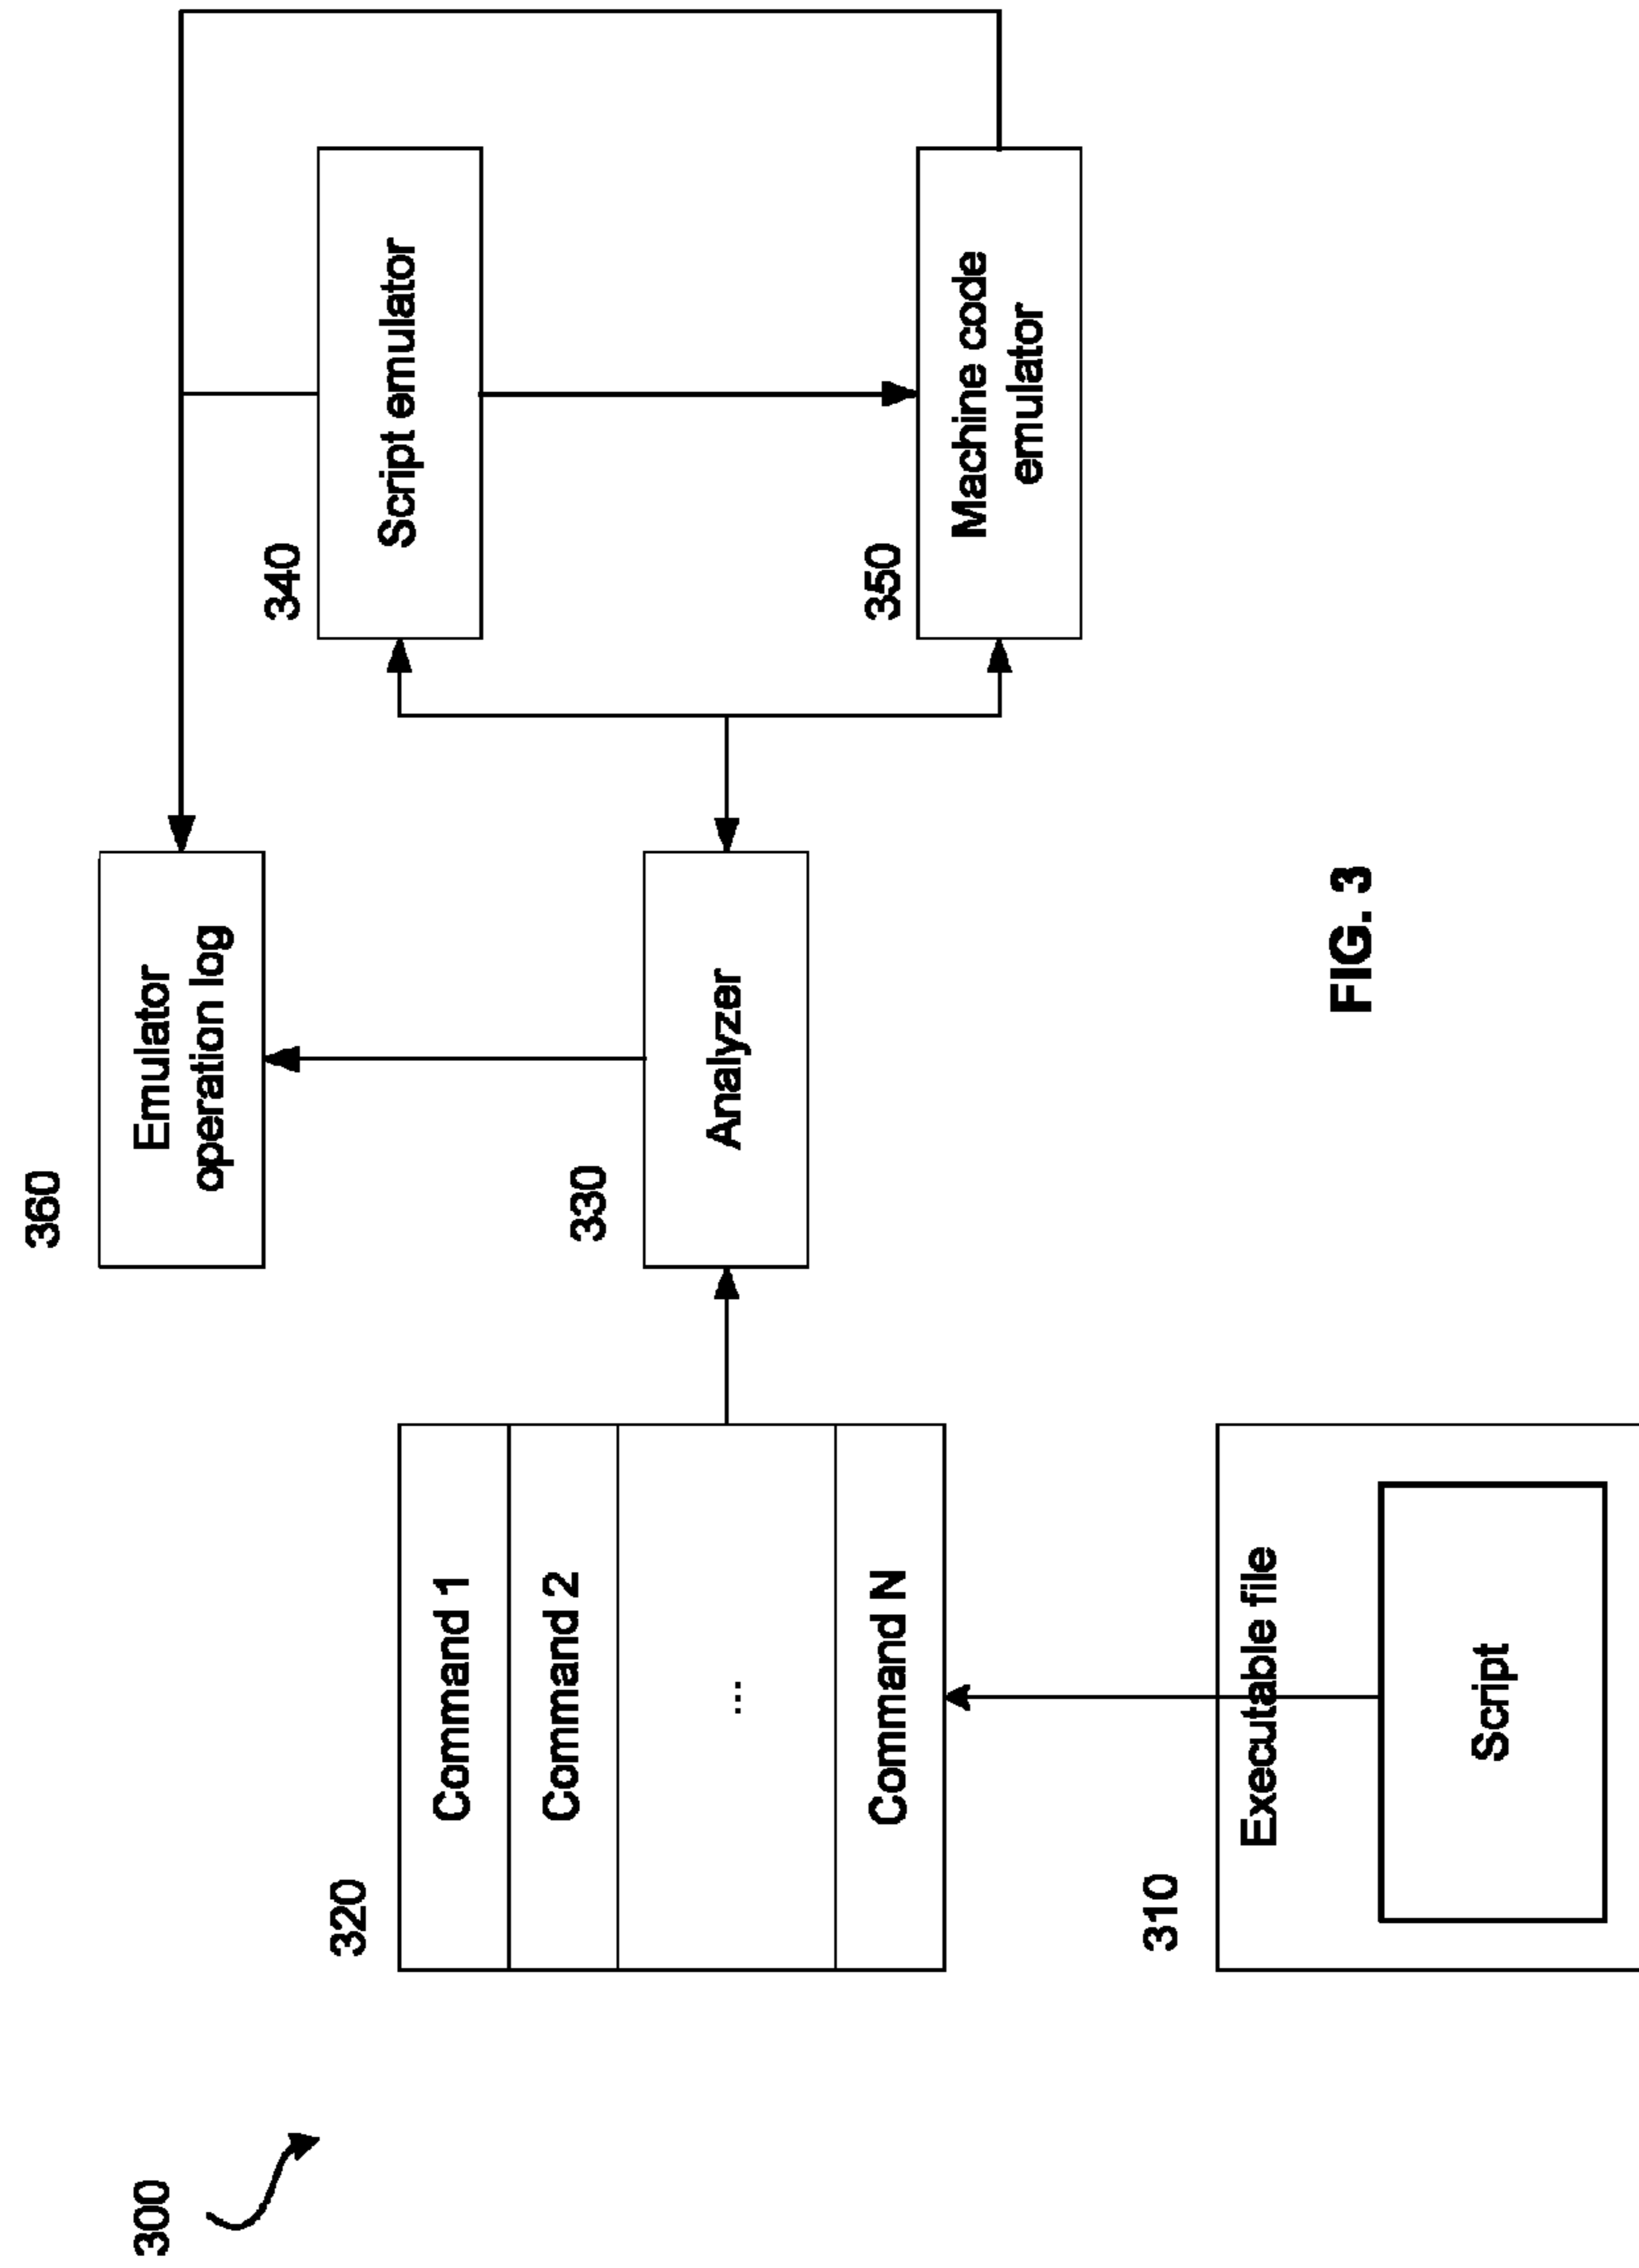 300
320
Command 1
Command 2
...
Command N
310
Executable file
Script
360
Emulator
operation log
330
Analyzer
340
Script emulator
350
Machine code
emulator
FIG. 3